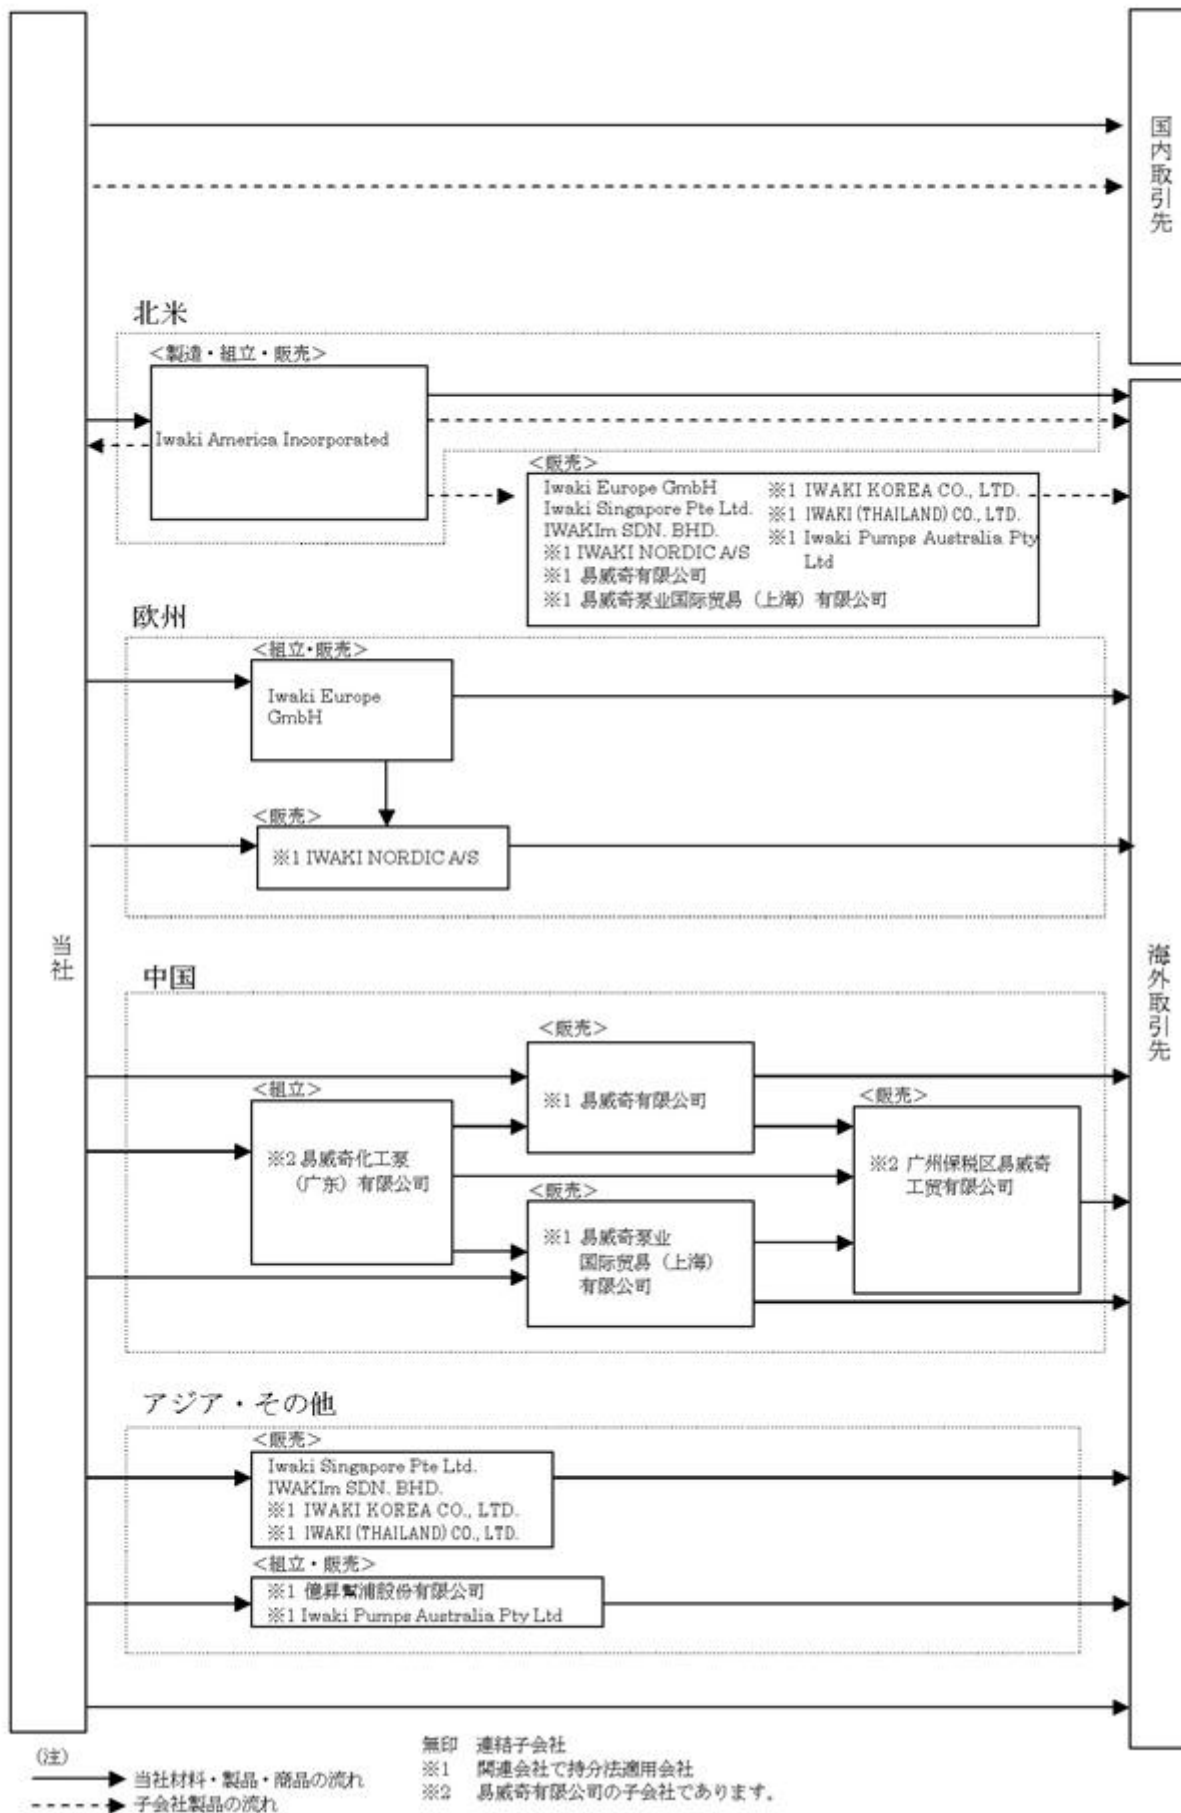 国内取引先
北米
＜製造・組立・販売＞
Iwaki America Incorporated
＜販売＞
Iwaki Europe GmbH
Iwaki Singapore Pte Ltd.
IWAKIm SDN. BHD.
※1 IWAKI NORDIC A/S
※1 易威奇有限公司
※1 易威奇泵业国际贸易（上海）有限公司
※1 IWAKI KOREA CO., LTD.
※1 IWAKI (THAILAND) CO., LTD.
※1 Iwaki Pumps Australia Pty
Ltd
欧州
＜組立・販売＞
Iwaki Europe
GmbH
＜販売＞
※1 IWAKI NORDIC A/S
当社
海外取引先
中国
＜販売＞
※1 易威奇有限公司
＜組立＞
※2 易威奇化工泵
（广东）有限公司
＜販売＞
※2 广州保税区易威奇
工贸有限公司
＜販売＞
※1 易威奇泵业
国际贸易（上海）
有限公司
アジア・その他
＜販売＞
Iwaki Singapore Pte Ltd.
IWAKIm SDN. BHD.
※1 IWAKI KOREA CO., LTD.
※1 IWAKI (THAILAND) CO., LTD.
＜組立・販売＞
※1 億昇幫浦股份有限公司
※1 Iwaki Pumps Australia Pty Ltd
（注）
当社材料・製品・商品の流れ
子会社製品の流れ
無印　連結子会社
※1　関連会社で持分法適用会社
※2　易威奇有限公司の子会社であります。